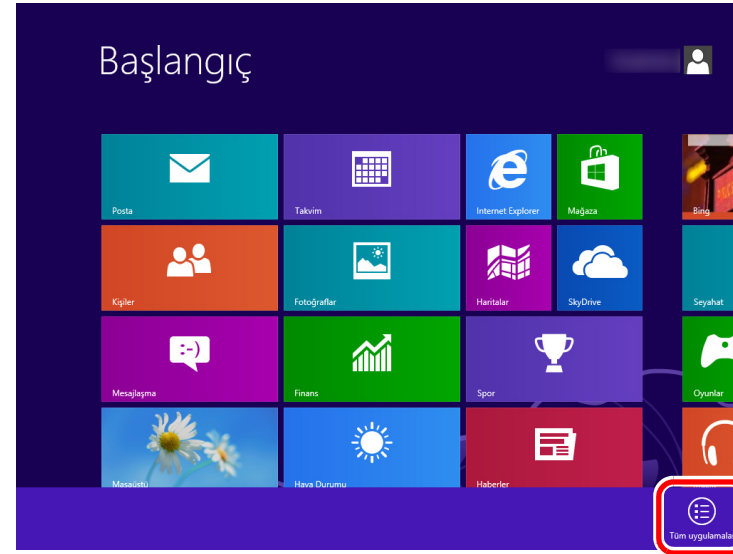 Başlangıç
Posta
Takvim
Internet Explorer
Mağaza
Bing
Kişiler
Fotoğraflar
Haritalar
SkyDrive
Seyahat
:-)
Mesajlaşma
Finans
Spor
Oyunlar
Masaüstü
Hava Durumu
Haberler
Tüm uygulamalar